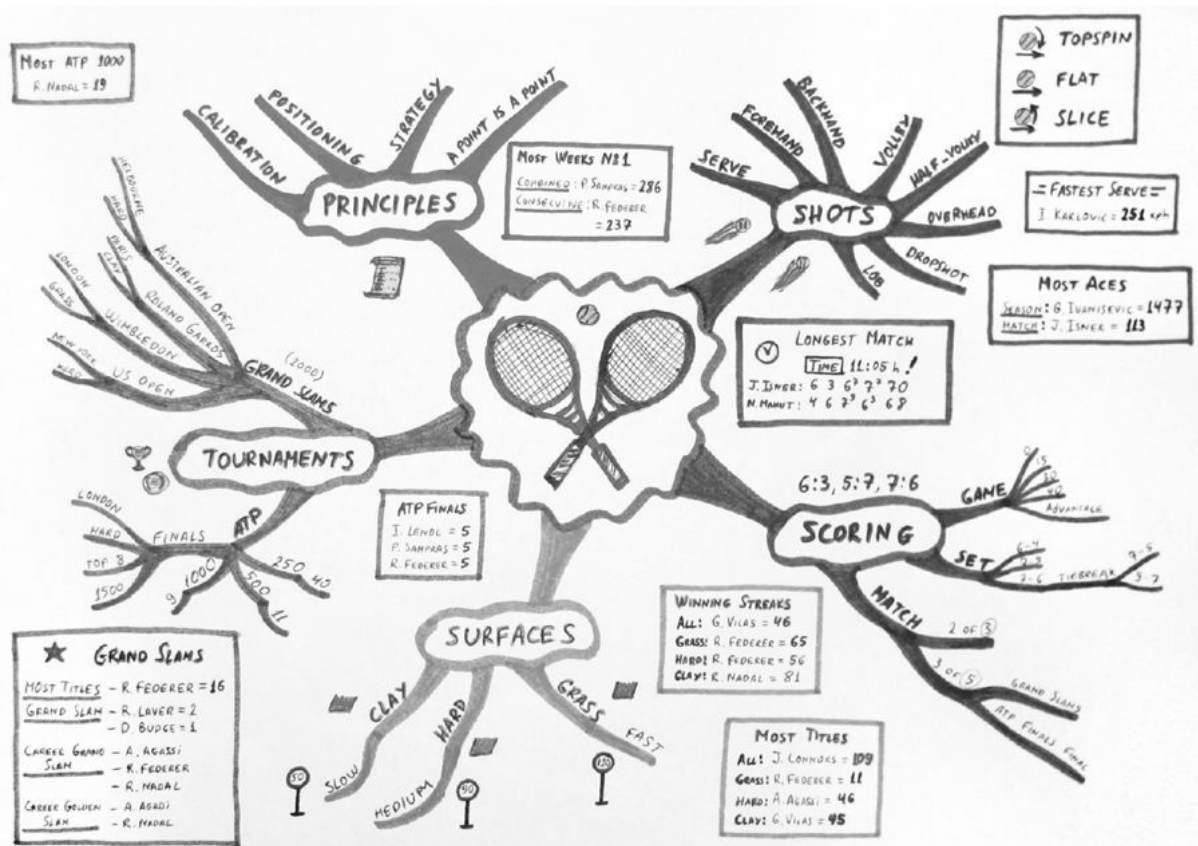 MOST ATP 1000
R. NADAL = 19
CALIBRATION
POSITIONING
STRATEGY
A POINT IS A POINT
PRINCIPLES
MOST WEEKS Nº1
COMBINED: P. SAMPRAS = 286
CONSECUTIVE: R. FEDERER
= 237
SERVE
FOREHAND
BACKHAND
VOLLEY
HALF-VOLLEY
OVERHEAD
DROPSHOT
LOB
SHOTS
TOPSPIN
FLAT
SLICE
= FASTEST SERVE =
I. KARLOVIC = 251 kph
MOST ACES
SEASON: G. IVANISEVIC = 1477
MATCH: J. ISNER = 113
LONGEST MATCH
TIME 11:05 h !
J. ISNER: 6 3 6⁷ 7⁷ 70
N. MAHUT: 4 6 7⁹ 6³ 68
MELBOURNE
HARD
AUSTRALIAN OPEN
PARIS
CLAY
ROLAND GARROS
LONDON
GRASS
WIMBLEDON
NEW YORK
HARD
US OPEN
(2000)
GRAND SLAMS
TOURNAMENTS
ATP
FINALS
LONDON
HARD
TOP 8
1500
1000
9
500
11
250
40
ATP FINALS
I. LENDL = 5
P. SAMPRAS = 5
R. FEDERER = 5
6:3, 5:7, 7:6
SCORING
GAME
0
15
30
40
ADVANTAGE
SET
6-4
7-5
7-6
TIEBREAK
7-5
9-7
MATCH
2 OF 3
3 OF 5
GRAND SLAMS
ATP FINALS FINAL
SURFACES
CLAY
SLOW
50
HARD
MEDIUM
90
GRASS
FAST
120
WINNING STREAKS
ALL: G. VILAS = 46
GRASS: R. FEDERER = 65
HARD: R. FEDERER = 56
CLAY: R. NADAL = 81
MOST TITLES
ALL: J. CONNORS = 109
GRASS: R. FEDERER = 11
HARD: A. AGASSI = 46
CLAY: G. VILAS = 45
GRAND SLAMS
MOST TITLES - R. FEDERER = 16
GRAND SLAM - R. LAVER = 2
- D. BUDGE = 1
CAREER GRAND - A. AGASSI
SLAM - R. FEDERER
- R. NADAL
CAREER GOLDEN - A. AGASSI
SLAM - R. NADAL